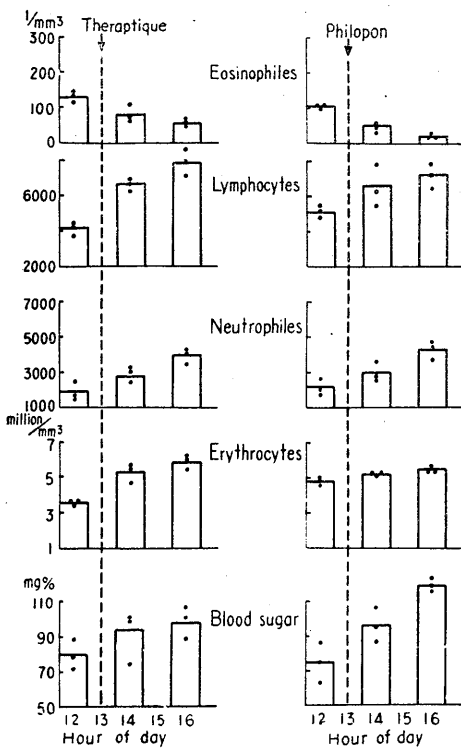 1/mm3
Theraptique
Philopon
300
100
0
Eosinophiles
6000
2000
Lymphocytes
7000
5000
3000
1000
Neutrophiles
million/mm3
7
5
3
1
Erythrocytes
mg%
110
90
70
50
Blood sugar
12 13 14 15 16
Hour of day
12 13 14 15 16
Hour of day